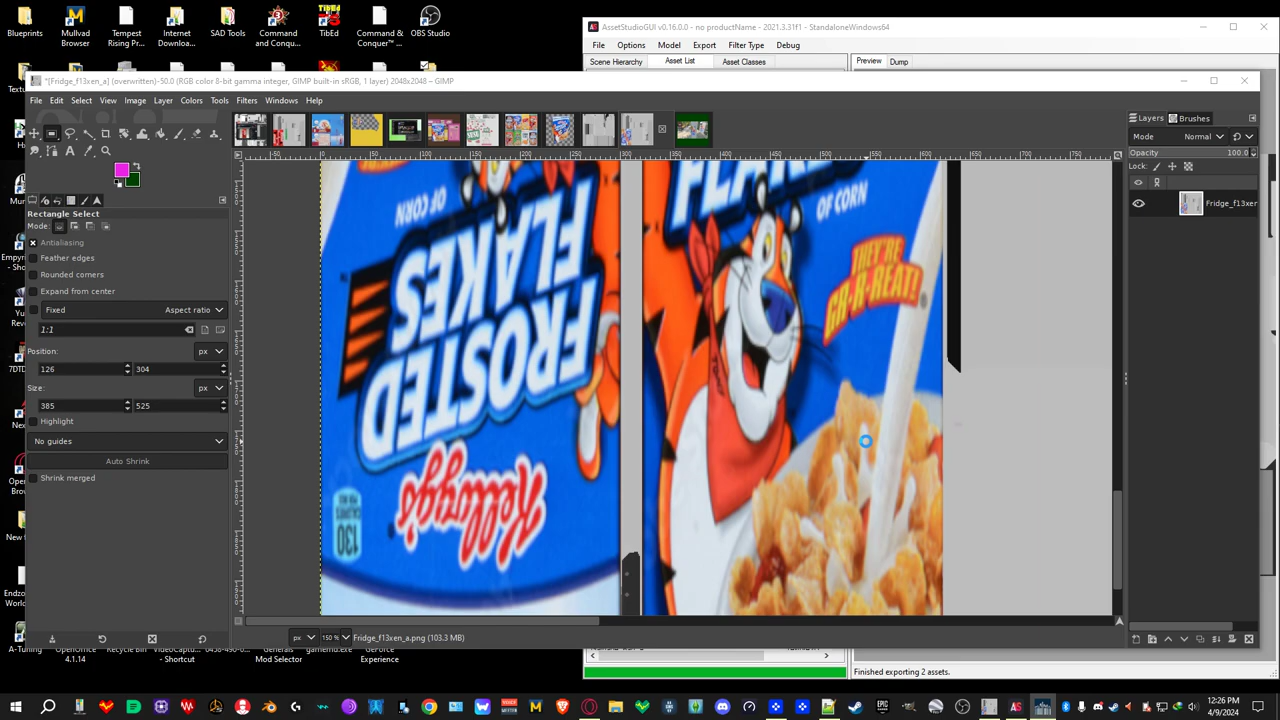 Blueprints
Mullvad
Browser
Tempest
Rising Pr...
Internet
Downloa...
SAD Tools
Command
and Conqu...
TibEd
Command &
Conquer™ ...
OBS Studio
AssetStudioGUI v0.16.0.0 - no productName - 2021.3.31f1 - StandaloneWindows64
File Options Model Export Filter Type Debug
Scene Hierarchy Asset List Asset Classes
Preview Dump
*[Fridge_f13xen_a] (overwritten)-50.0 (RGB color 8-bit gamma integer, GIMP built-in sRGB, 1 layer) 2048x2048 – GIMP
File Edit Select View Image Layer Colors Tools Filters Windows Help
Layers Brushes
Mode Normal
Opacity 100.0
Lock:
Fridge_f13xen
Rectangle Select
Mode:
Antialiasing
Feather edges
Rounded corners
Expand from center
Fixed Aspect ratio
1:1
Position:
px
126 304
Size:
px
385 525
Highlight
No guides
Auto Shrink
Shrink merged
FLAKES
OF CORN
FROSTED
FLAKES
OF CORN
THEY'RE
GR-R-REAT!
Kellogg's
130
CALORIES
px 150 % Fridge_f13xen_a.png (103.3 MB)
A-Tuning
OpenOffice
4.1.14
Recycle Bin
VideoCaptu...
- Shortcut
Generals
Mod Selector
GeForce
Experience
Finished exporting 2 assets.
12:26 PM
4/9/2024